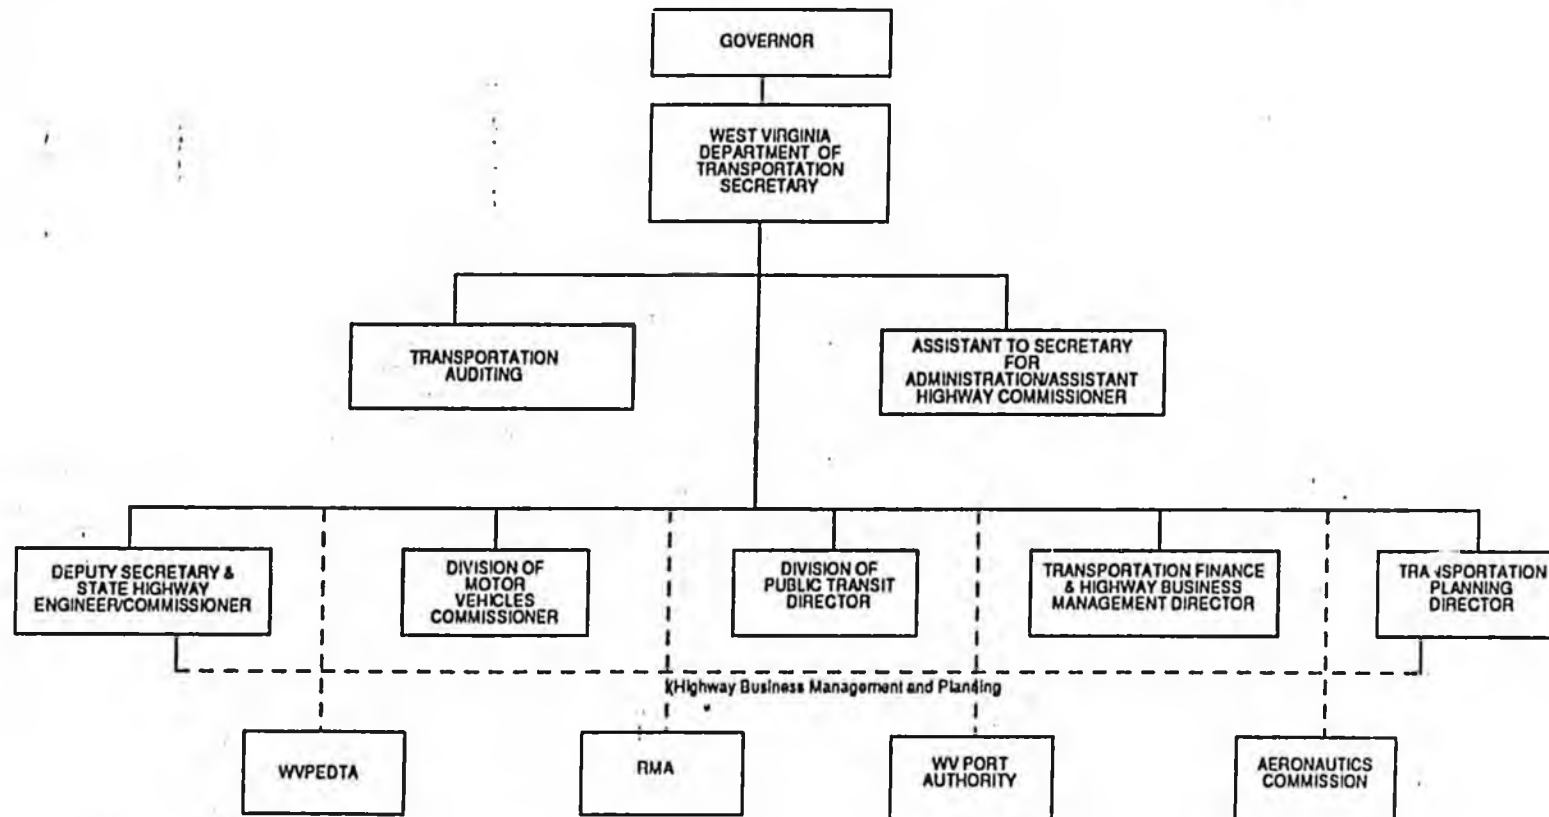 GOVERNOR
WEST VIRGINIA
DEPARTMENT OF
TRANSPORTATION
SECRETARY
TRANSPORTATION
AUDITING
ASSISTANT TO SECRETARY
FOR
ADMINISTRATION/ASSISTANT
HIGHWAY COMMISSIONER
DEPUTY SECRETARY &
STATE HIGHWAY
ENGINEER/COMMISSIONER
DIVISION OF
MOTOR
VEHICLES
COMMISSIONER
DIVISION OF
PUBLIC TRANSIT
DIRECTOR
TRANSPORTATION FINANCE
& HIGHWAY BUSINESS
MANAGEMENT DIRECTOR
TRANSPORTATION
PLANNING
DIRECTOR
(Highway Business Management and Planning
WVPEDTA
RMA
WV PORT
AUTHORITY
AERONAUTICS
COMMISSION